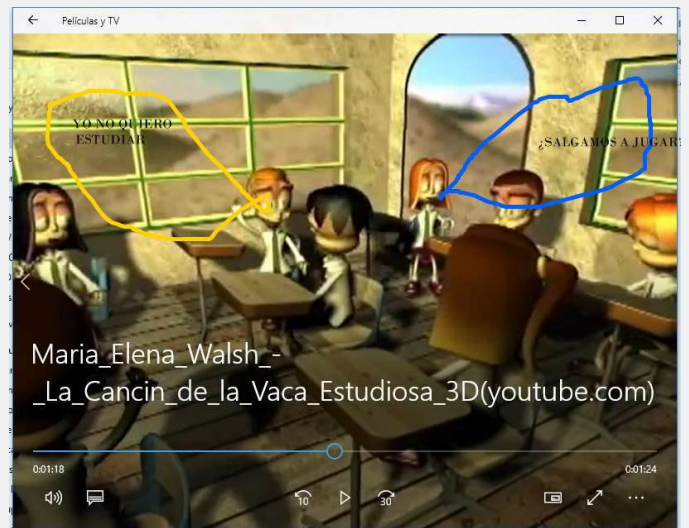 Películas y TV
YO NO QUIERO
ESTUDIAR
¿SALGAMOS A JUGAR?
Maria_Elena_Walsh_-
_La_Cancin_de_la_Vaca_Estudiosa_3D(youtube.com)
0:01:18
0:01:24
10
30